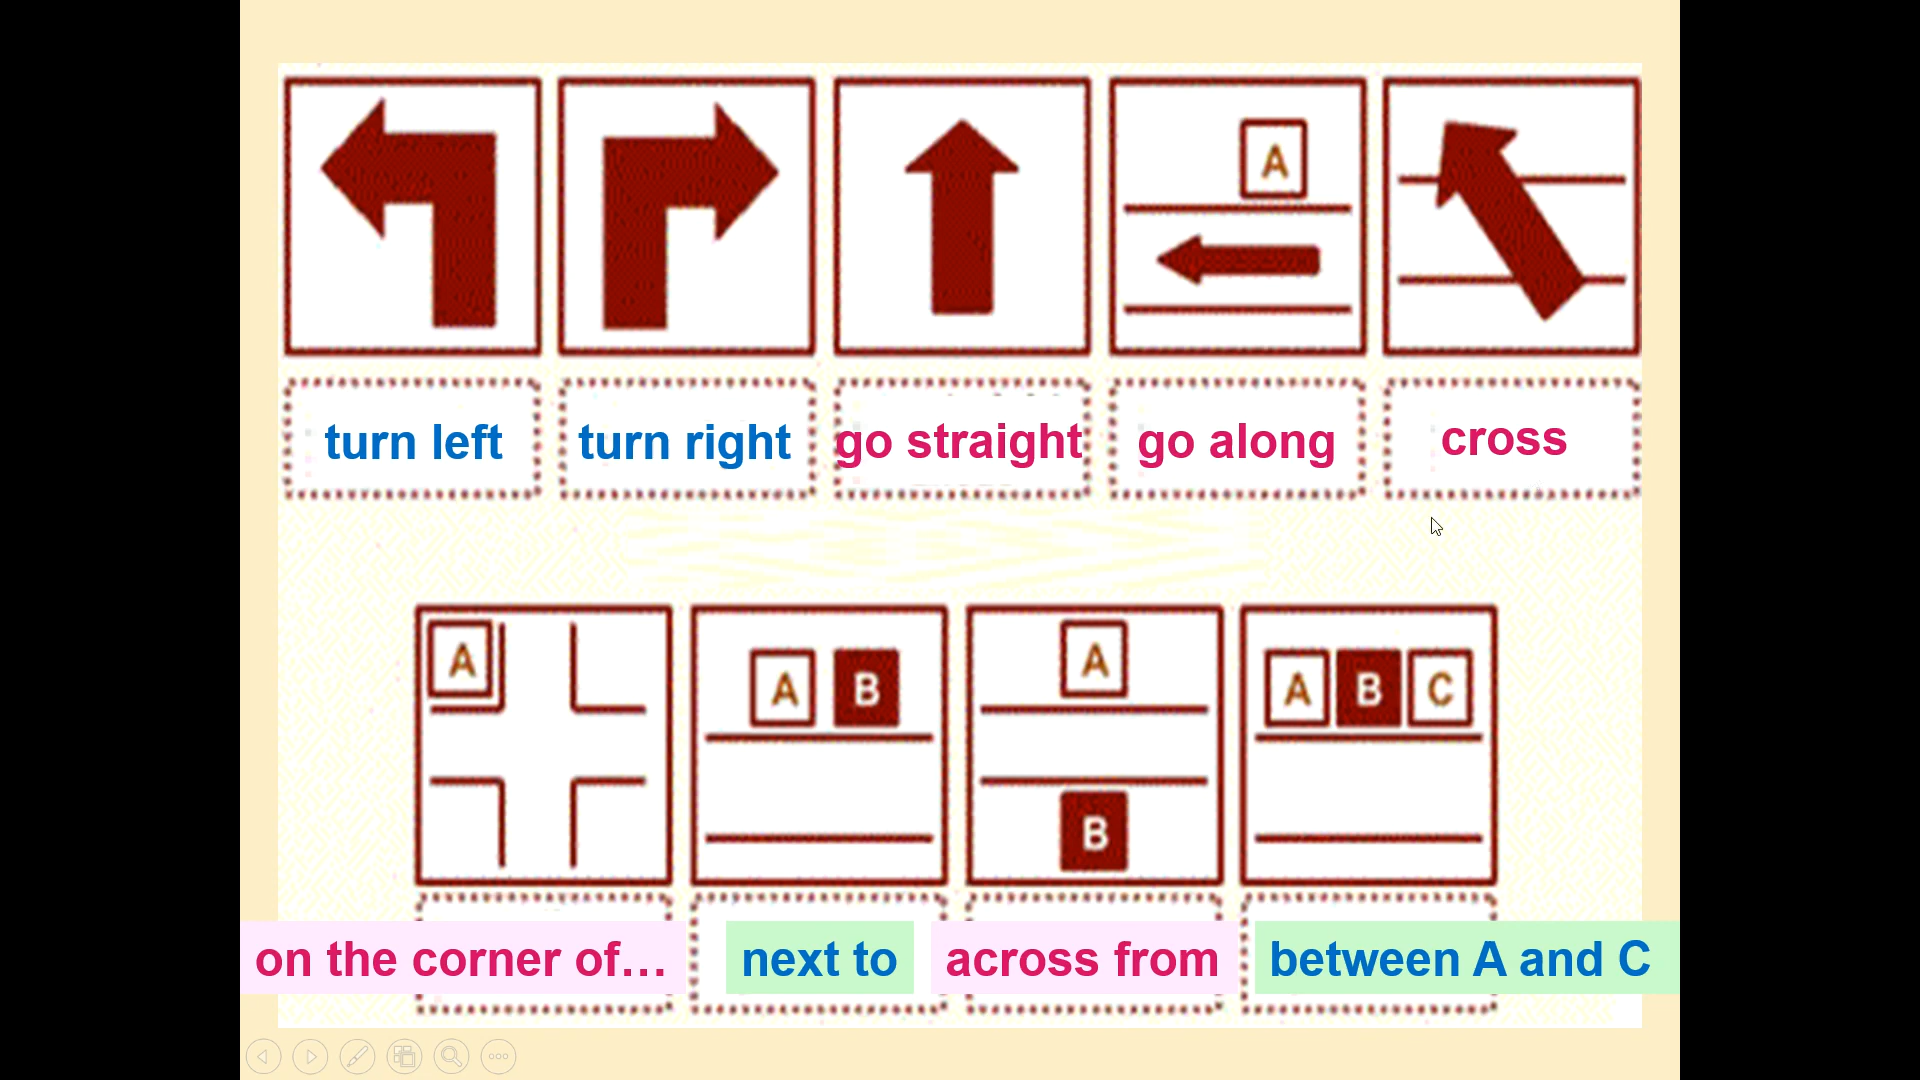 A
turn left
turn right
go straight
go along
cross
A
A B
A
B
A B C
on the corner of...
next to
across from
between A and C